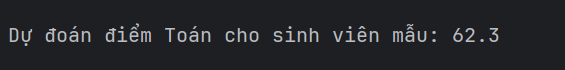 Dự đoán điểm Toán cho sinh viên mẫu: 62.3